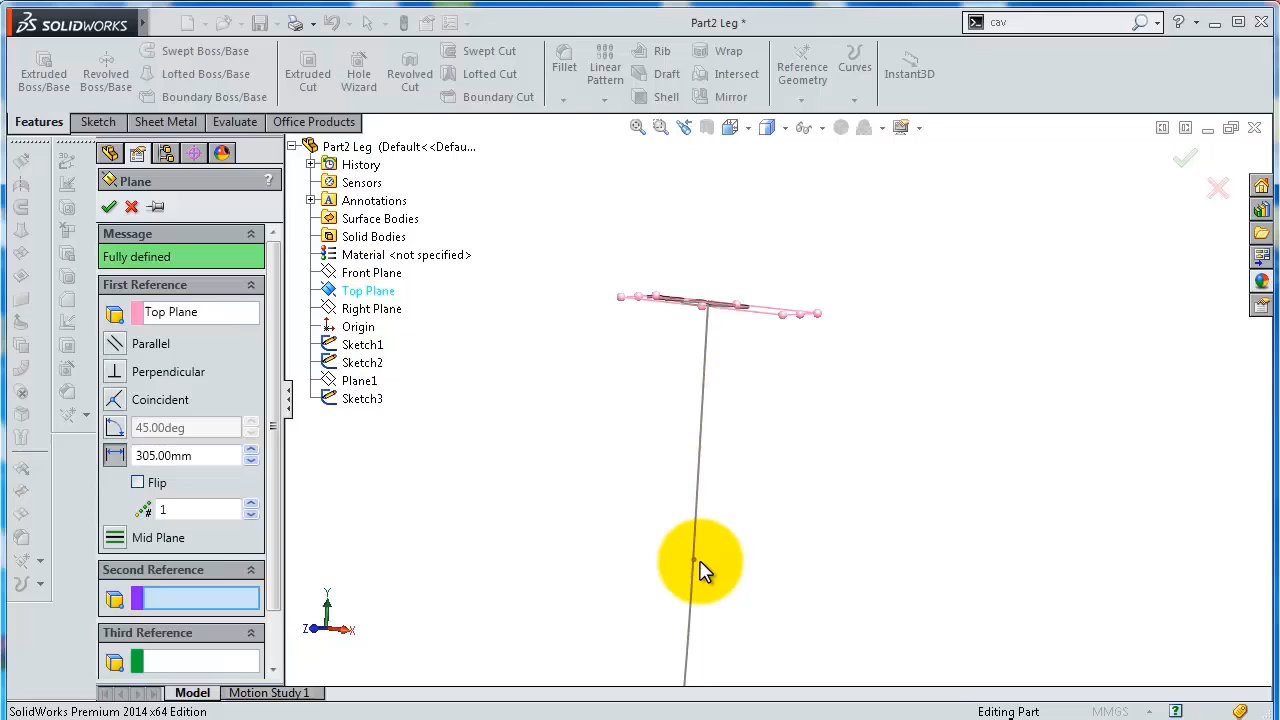 SOLIDWORKS
Part2 Leg *
cav
Extruded Boss/Base
Revolved Boss/Base
Swept Boss/Base
Lofted Boss/Base
Boundary Boss/Base
Extruded Cut
Hole Wizard
Revolved Cut
Swept Cut
Lofted Cut
Boundary Cut
Fillet
Linear Pattern
Rib
Draft
Shell
Wrap
Intersect
Mirror
Reference Geometry
Curves
Instant3D
Features
Sketch
Sheet Metal
Evaluate
Office Products
Plane
?
Message
Fully defined
First Reference
Top Plane
Parallel
Perpendicular
Coincident
45.00deg
305.00mm
Flip
1
Mid Plane
Second Reference
Third Reference
Part2 Leg (Default<<Defau...
History
Sensors
Annotations
Surface Bodies
Solid Bodies
Material <not specified>
Front Plane
Top Plane
Right Plane
Origin
Sketch1
Sketch2
Plane1
Sketch3
Y
Z
X
Model
Motion Study 1
SolidWorks Premium 2014 x64 Edition
Editing Part
MMGS